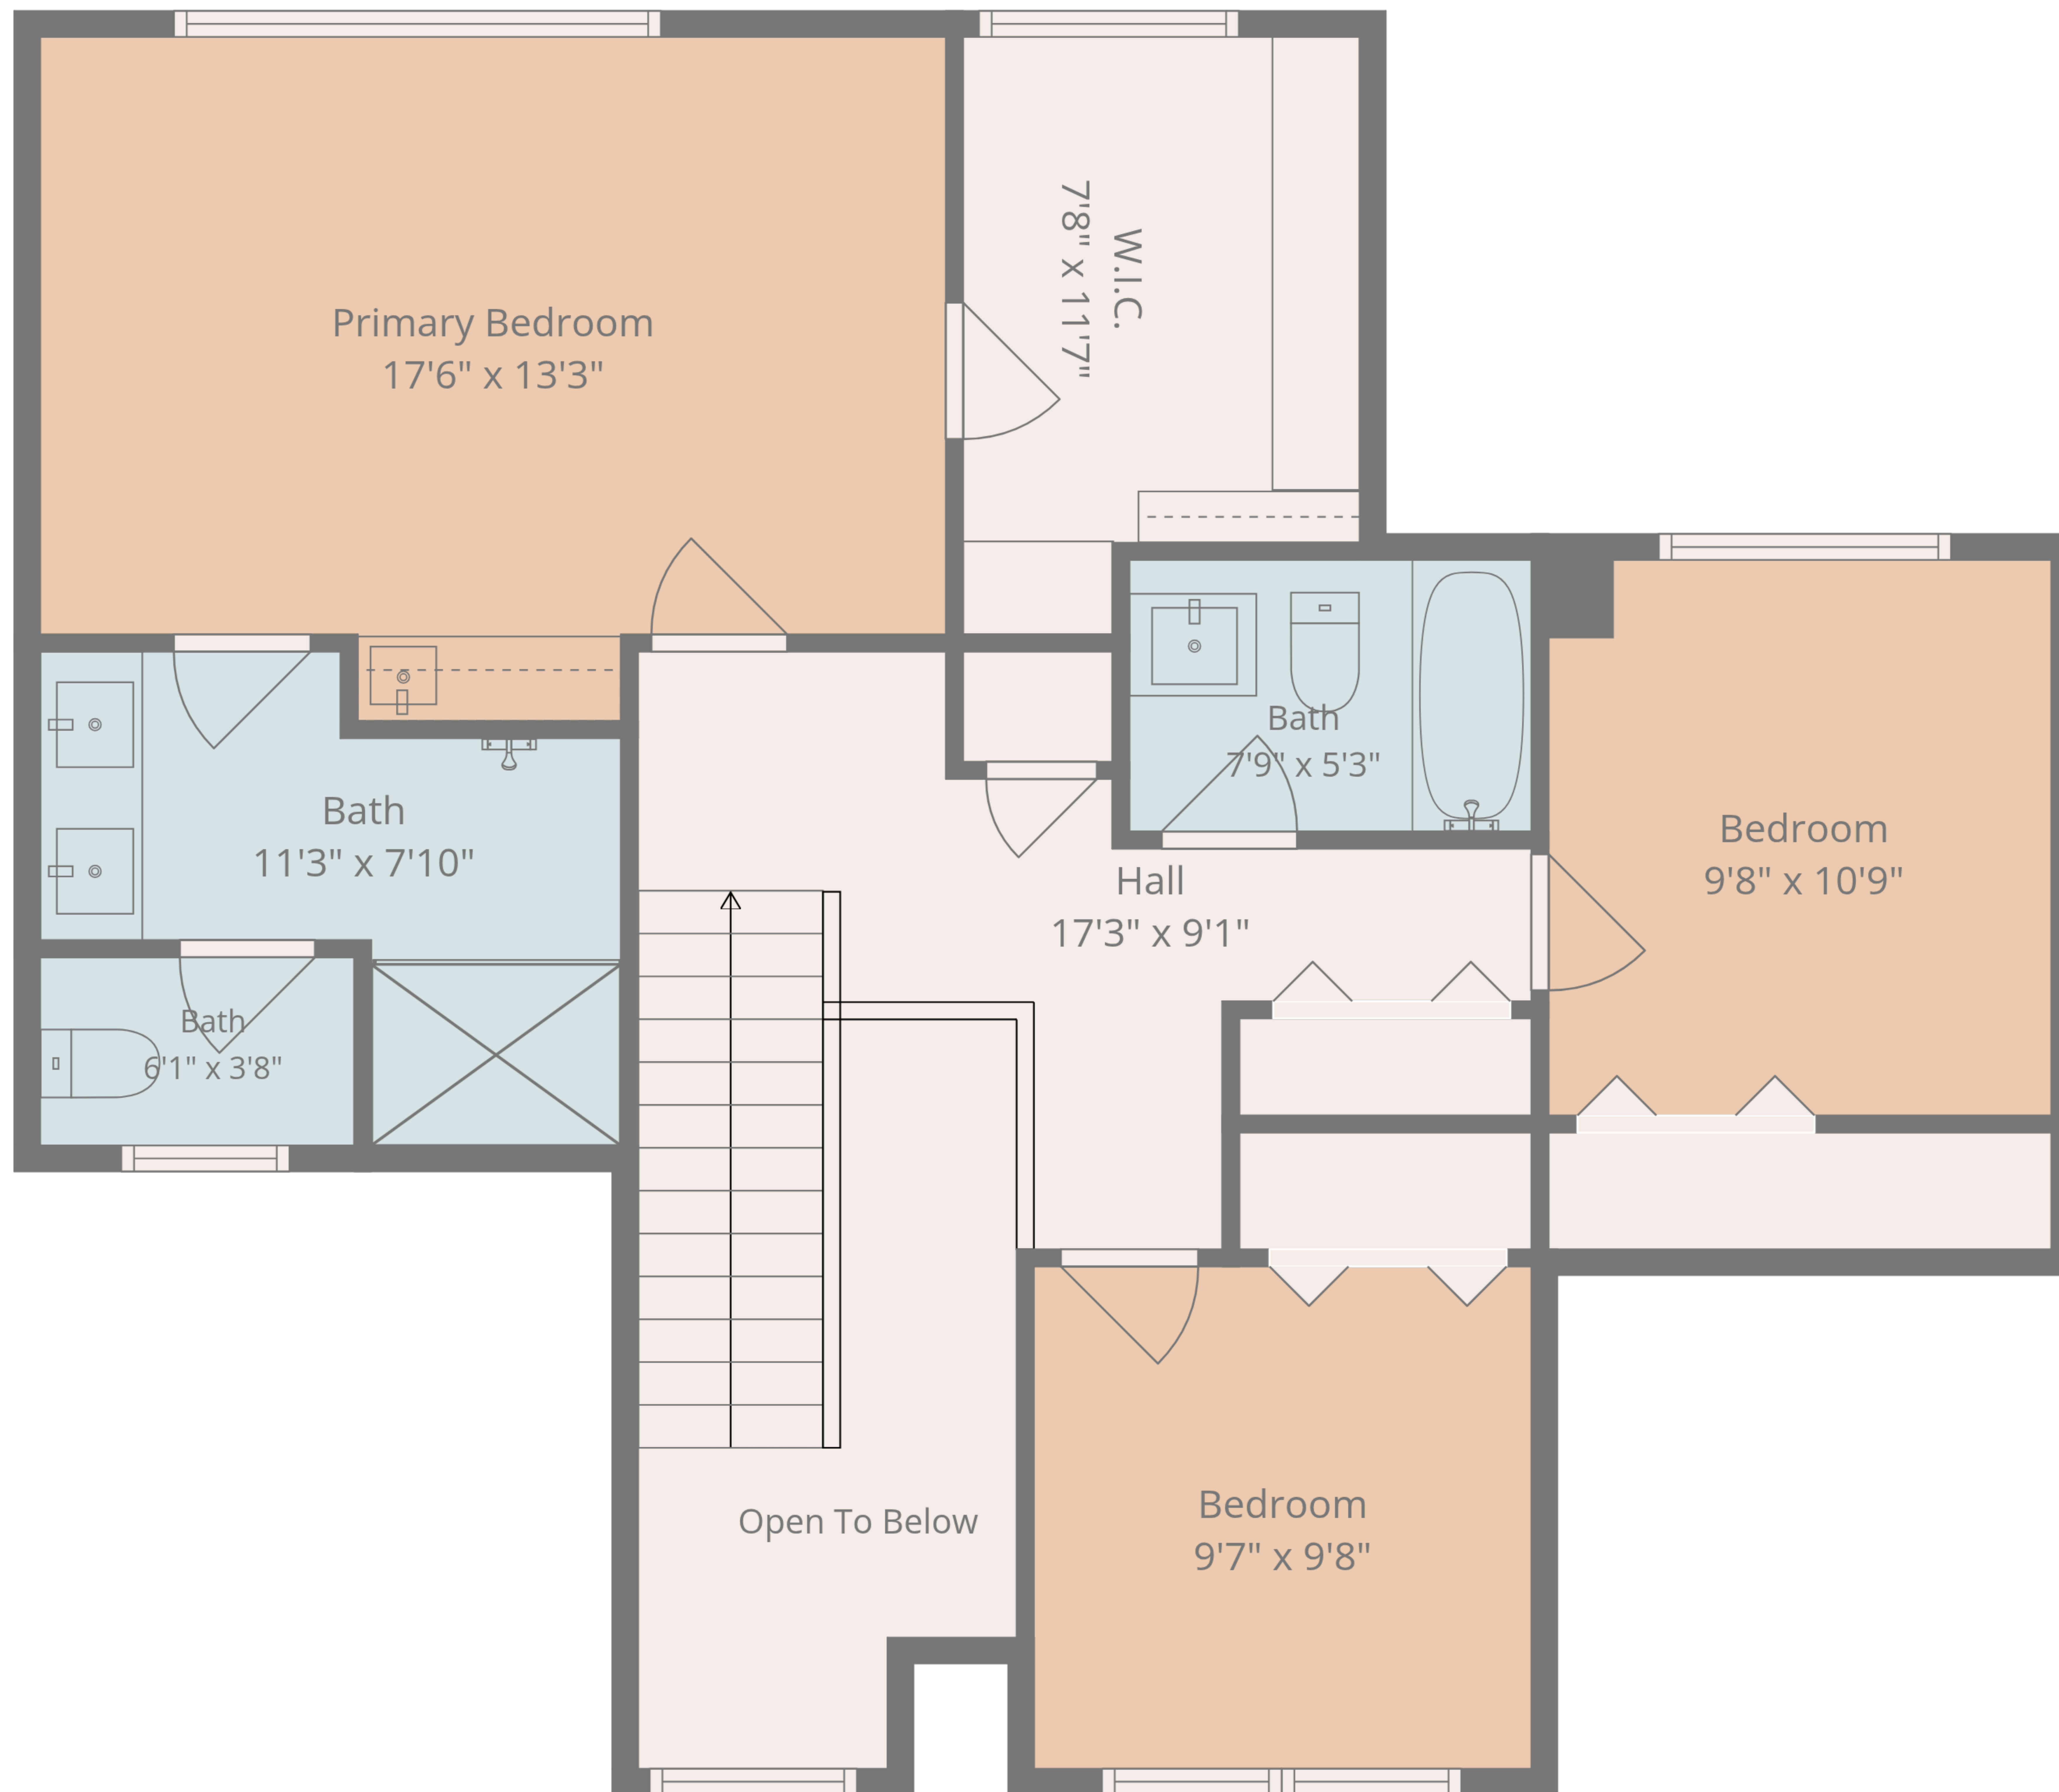 Primary Bedroom
17'6" x 13'3"
W.I.C.
7'8" x 11'7"
Bath
7'9" x 5'3"
Bath
11'3" x 7'10"
Bedroom
9'8" x 10'9"
Hall
17'3" x 9'1"
Bath
6'1" x 3'8"
Open To Below
Bedroom
9'7" x 9'8"